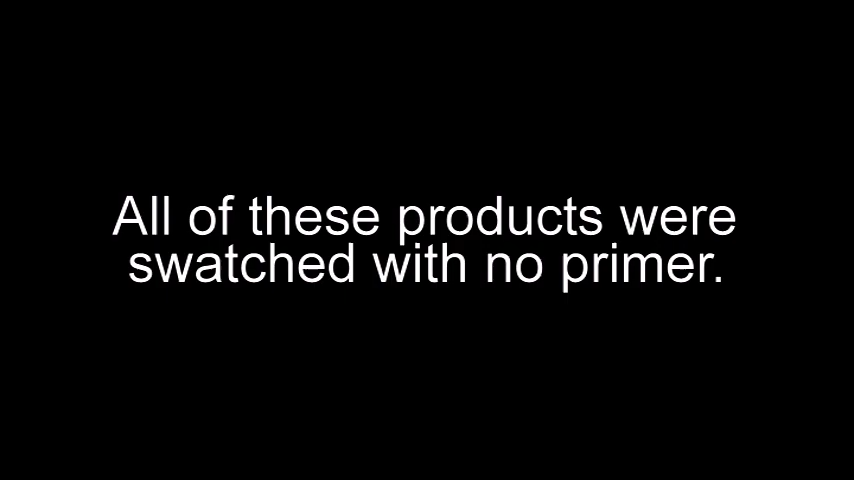 All of these products were
swatched with no primer.